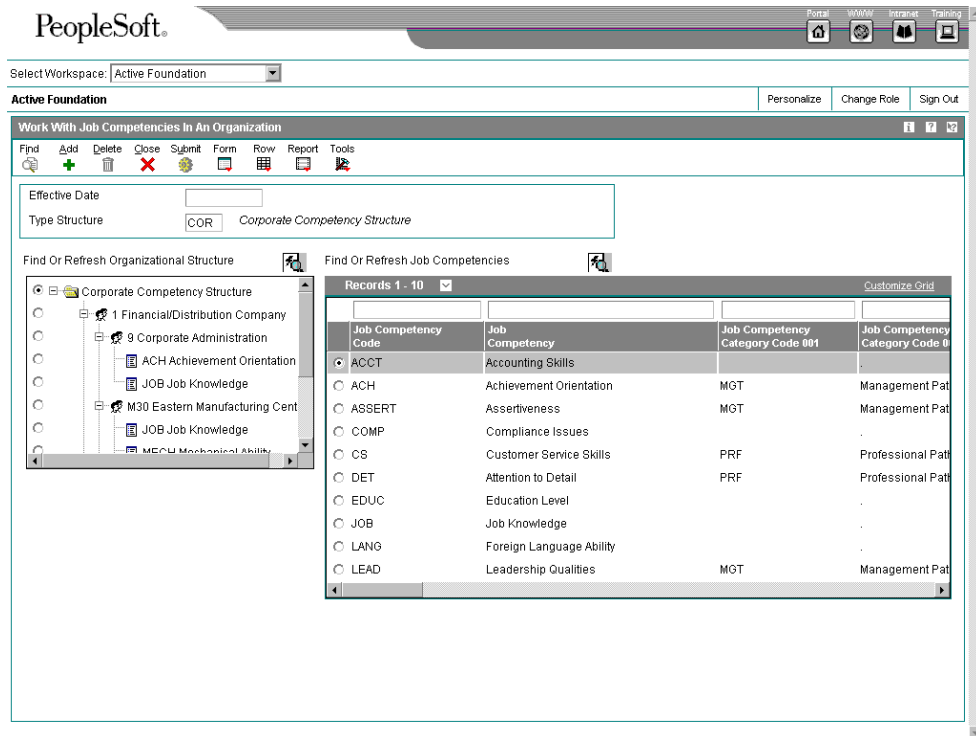 Portal WWW Intranet Training
PeopleSoft.
Select Workspace: Active Foundation
Active Foundation Personalize Change Role Sign Out
Work With Job Competencies In An Organization
Find Add Delete Close Submit Form Row Report Tools
Effective Date
Type Structure COR Corporate Competency Structure
Find Or Refresh Organizational Structure
Corporate Competency Structure
1 Financial/Distribution Company
9 Corporate Administration
ACH Achievement Orientation
JOB Job Knowledge
M30 Eastern Manufacturing Cent
JOB Job Knowledge
MECH Mechanical Ability
Find Or Refresh Job Competencies
Records 1 - 10 Customize Grid
Job Competency Code Job Competency Job Competency Category Code 001 Job Competency Category Code 0
ACCT Accounting Skills .
ACH Achievement Orientation MGT Management Pat
ASSERT Assertiveness MGT Management Pat
COMP Compliance Issues .
CS Customer Service Skills PRF Professional Path
DET Attention to Detail PRF Professional Path
EDUC Education Level .
JOB Job Knowledge .
LANG Foreign Language Ability .
LEAD Leadership Qualities MGT Management Pat